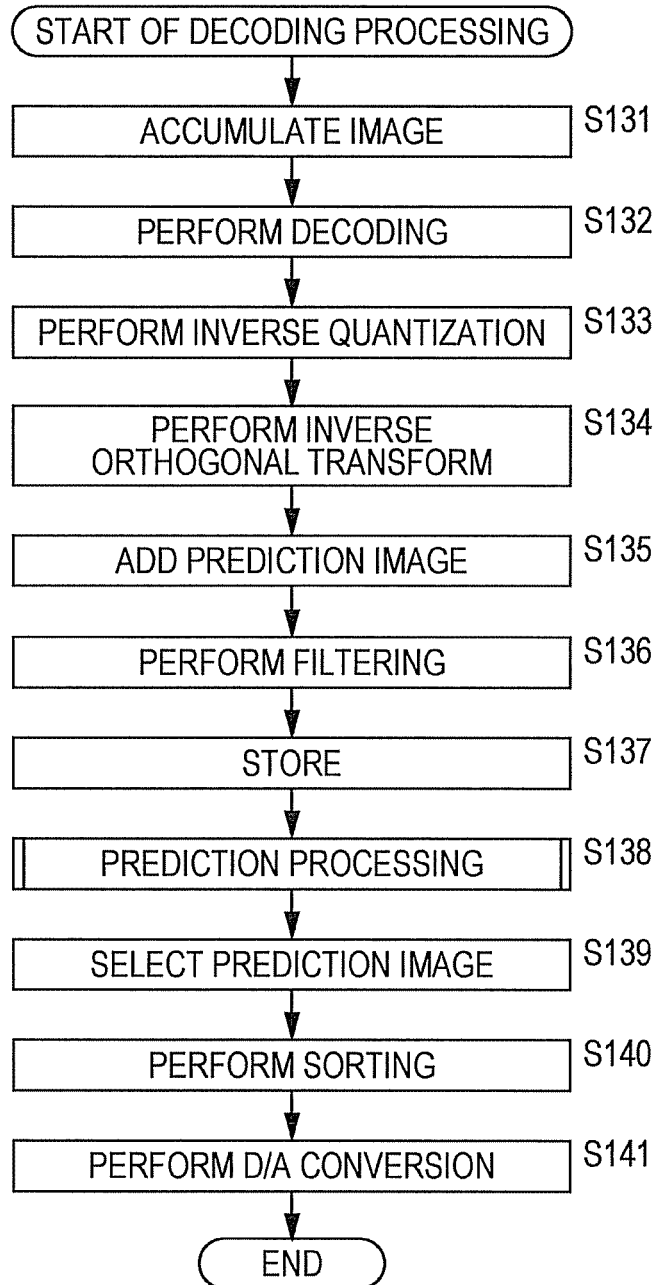 START OF DECODING PROCESSING
ACCUMULATE IMAGE S131
PERFORM DECODING S132
PERFORM INVERSE QUANTIZATION S133
PERFORM INVERSE S134
ORTHOGONAL TRANSFORM
ADD PREDICTION IMAGE S135
PERFORM FILTERING S136
STORE S137
PREDICTION PROCESSING S138
SELECT PREDICTION IMAGE S139
PERFORM SORTING S140
PERFORM D/A CONVERSION S141
END